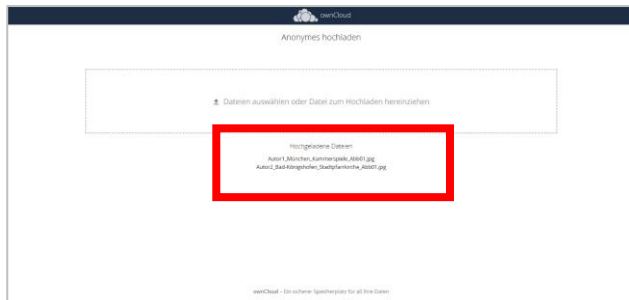 ownCloud
Anonymes hochladen
Dateien auswählen oder Datei zum Hochladen hereinziehen
Hochgeladene Dateien
Autor1_München_Kammerspiele_Abb01.jpg
Autor2_Bad-Königshofen_Stadtpfarrkirche_Abb01.jpg
ownCloud – Ein sicherer Speicherplatz für all Ihre Daten